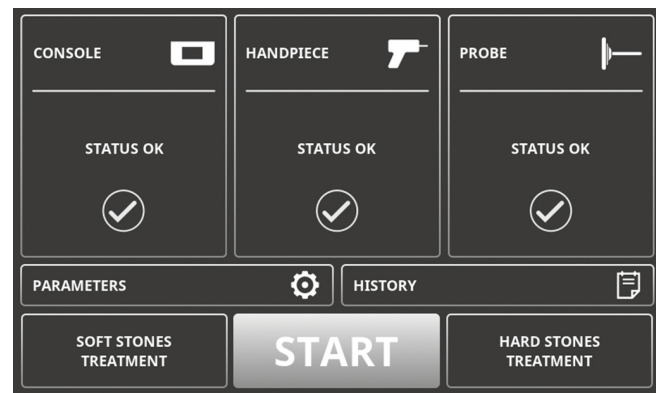 CONSOLE
HANDPIECE
PROBE
STATUS OK
STATUS OK
STATUS OK
PARAMETERS
HISTORY
SOFT STONES
TREATMENT
START
HARD STONES
TREATMENT